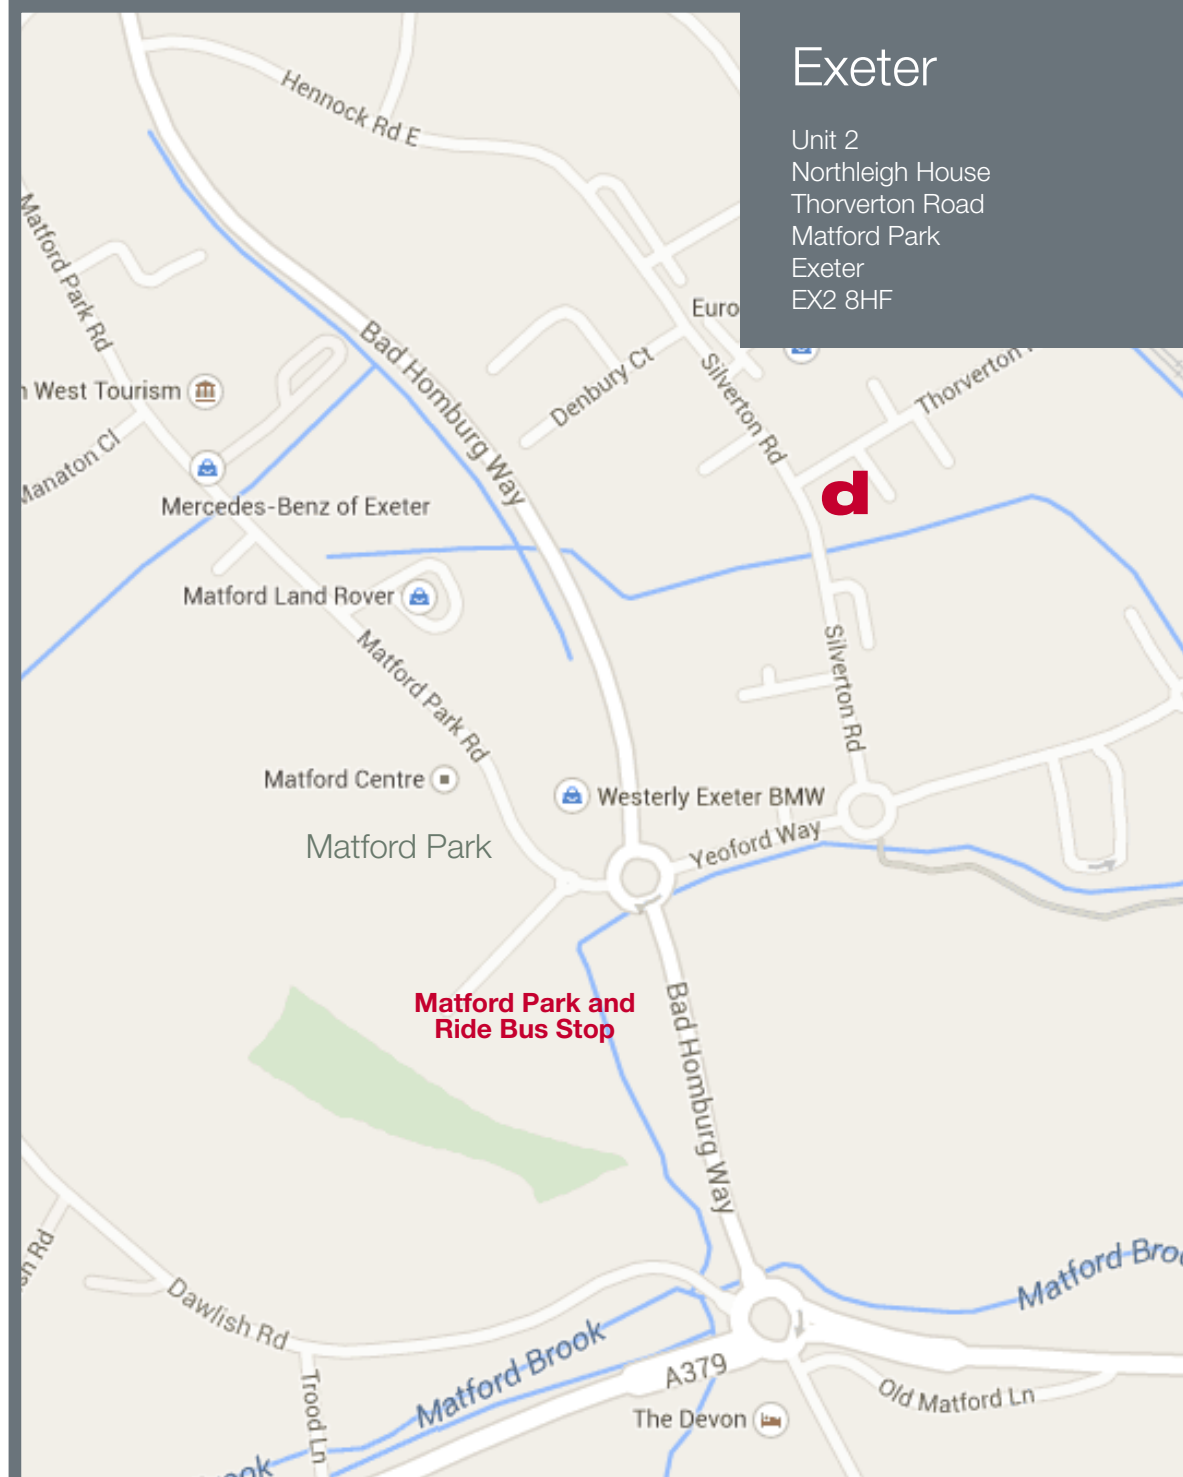 Exeter
Unit 2
Northleigh House
Thorverton Road
Matford Park
Exeter
EX2 8HF
Hennock Rd E
Matford Park Rd
Bad Homburg Way
Euro
Silverton Rd
Denbury Ct
Thorverton
West Tourism
Manaton Cl
Mercedes-Benz of Exeter
d
Matford Land Rover
Matford Park Rd
Silverton Rd
Matford Centre
Westerly Exeter BMW
Yeoford Way
Matford Park
Matford Park and
Ride Bus Stop
Bad Homburg Way
Rd
Dawlish Rd
Matford Brook
Matford Broo
A379
Trood Ln
Old Matford Ln
The Devon
ook